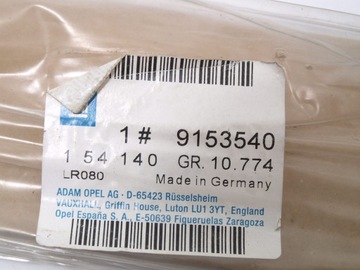 1# 9153540
1 54 140 GR. 10.774
LR080 Made in Germany
ADAM OPEL AG · D-65423 Rüsselsheim
VAUXHALL, Griffin House, Luton LU1 3YT, England
Opel España S. A., E-50639 Figueruelas Zaragoza